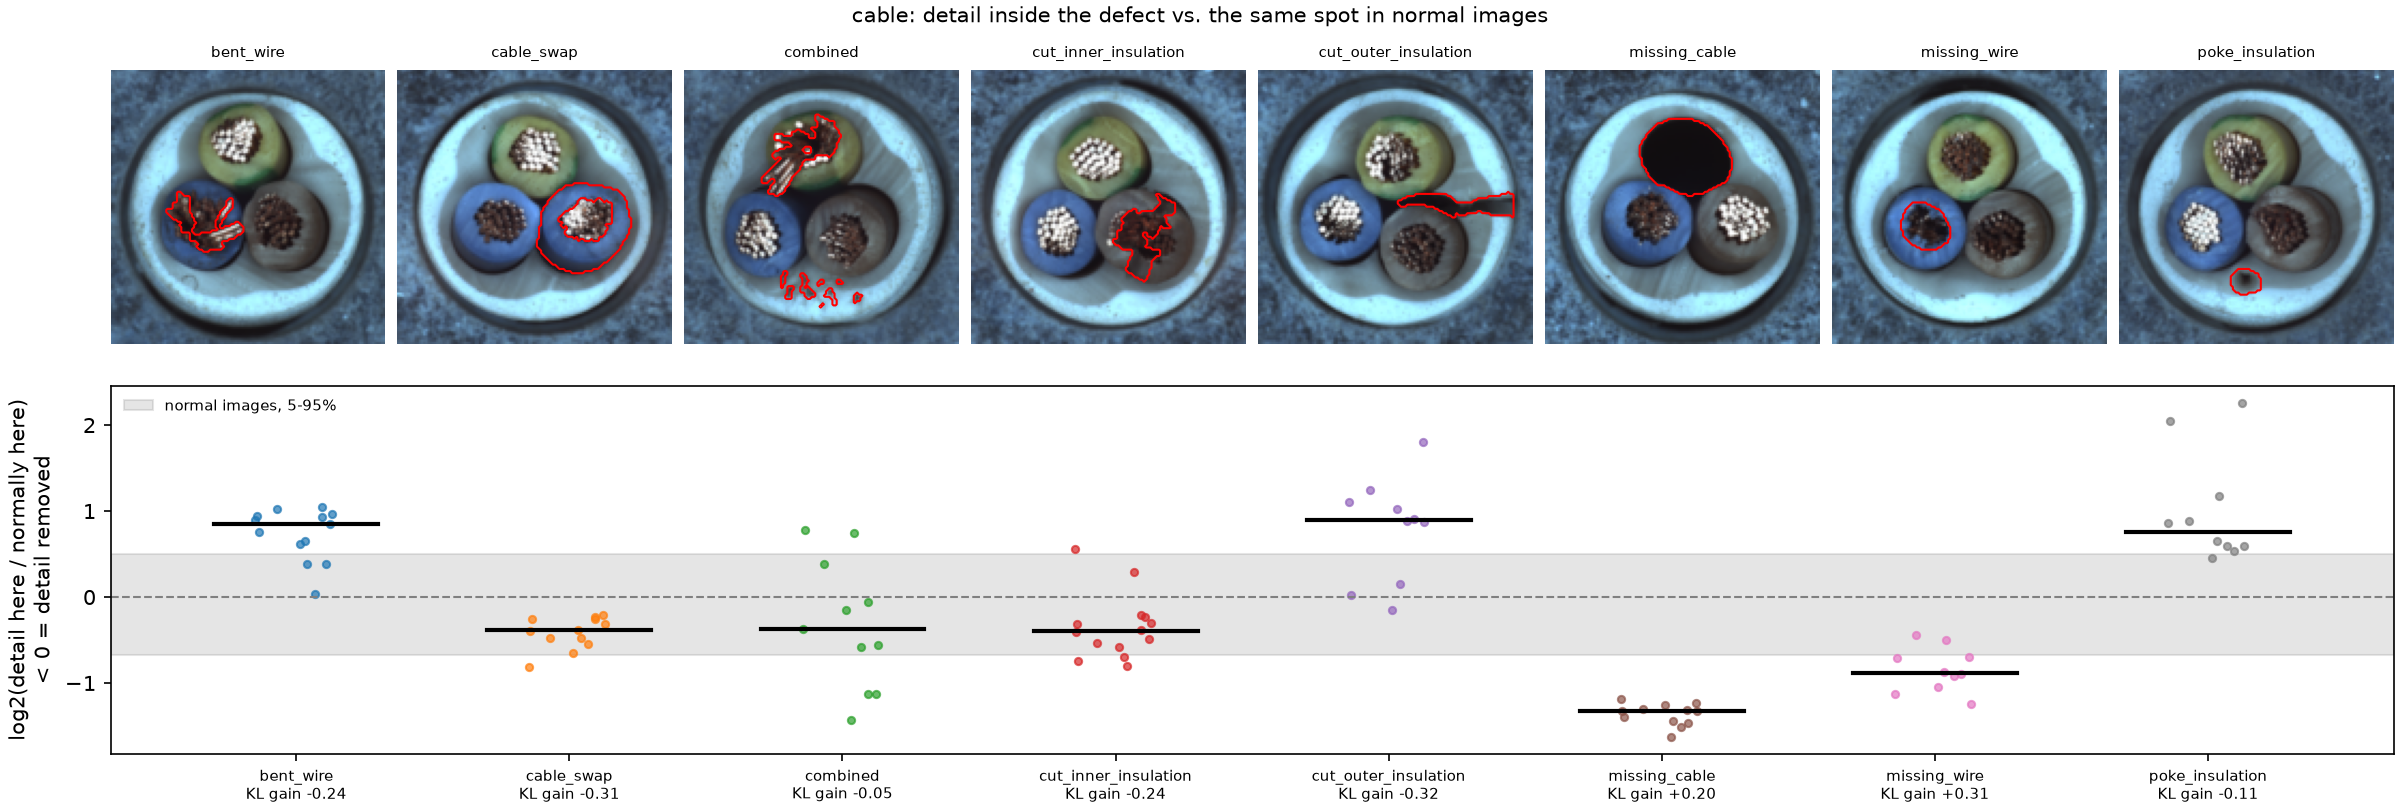 cable: detail inside the defect vs. the same spot in normal images
bent_wire
cable_swap
combined
cut_inner_insulation
cut_outer_insulation
missing_cable
missing_wire
poke_insulation
log2(detail here / normally here)
< 0 = detail removed
normal images, 5-95%
2
1
0
−1
bent_wire
KL gain -0.24
cable_swap
KL gain -0.31
combined
KL gain -0.05
cut_inner_insulation
KL gain -0.24
cut_outer_insulation
KL gain -0.32
missing_cable
KL gain +0.20
missing_wire
KL gain +0.31
poke_insulation
KL gain -0.11